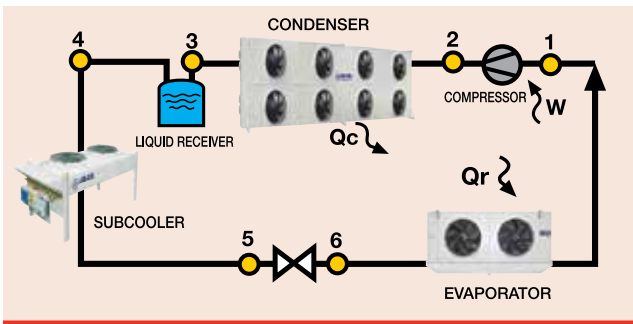 CONDENSER
4
3
2
1
COMPRESSOR
W
LIQUID RECEIVER
Qc
Qr
SUBCOOLER
5
6
EVAPORATOR